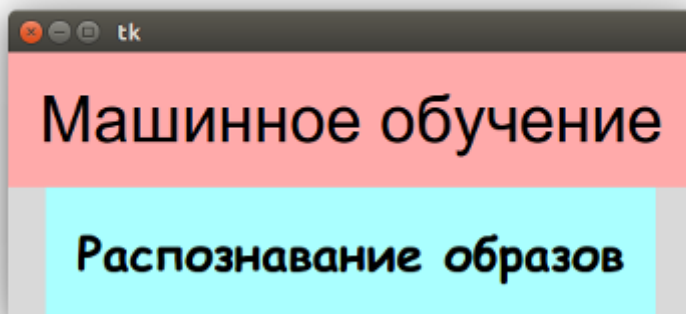 tk
Машинное обучение
Распознавание образов